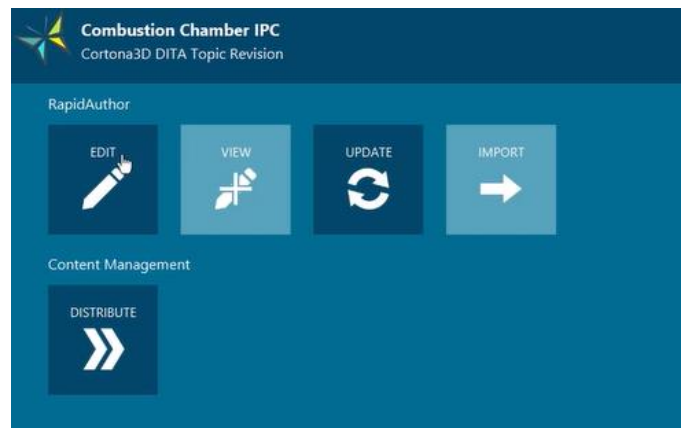 Combustion Chamber IPC
Cortona3D DITA Topic Revision
RapidAuthor
EDIT
VIEW
UPDATE
IMPORT
Content Management
DISTRIBUTE